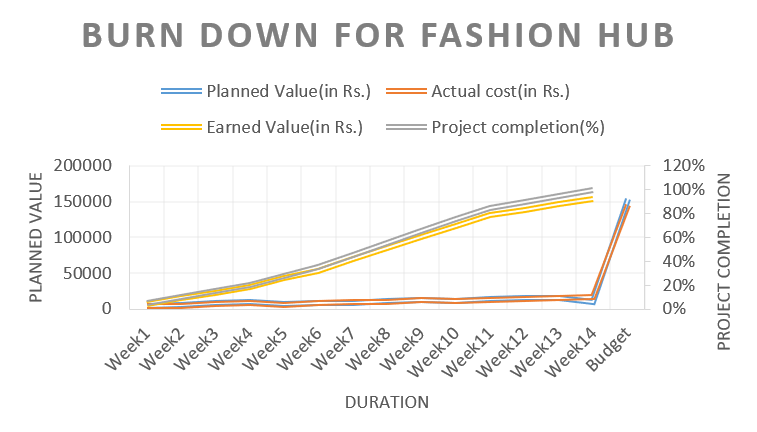 BURN DOWN FOR FASHION HUB
Planned Value(in Rs.) Actual cost(in Rs.)
Earned Value(in Rs.) Project completion(%)
200000 120%
150000 100%
100000 80%
50000 60%
0 40%
20%
0%
PLANNED VALUE
PROJECT COMPLETION
Week1 Week2 Week3 Week4 Week5 Week6 Week7 Week8 Week9 Week10 Week11 Week12 Week13 Week14 Budget
DURATION